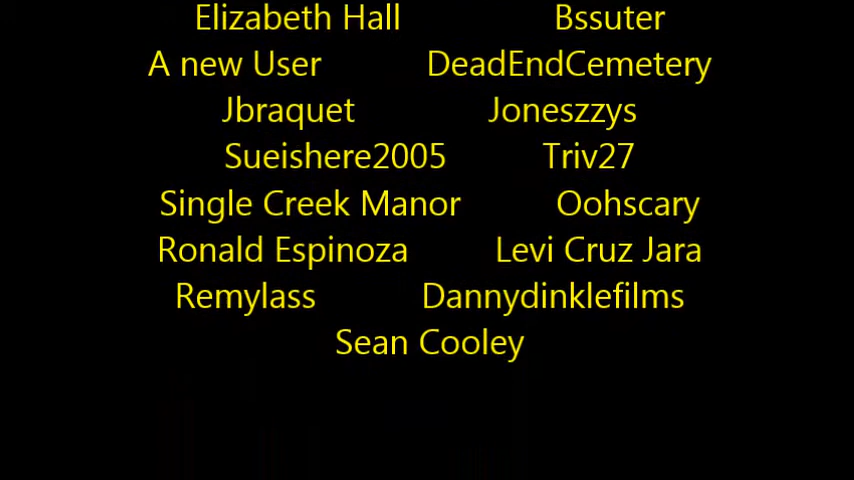 Elizabeth Hall Bssuter
A new User DeadEndCemetery
Jbraquet Joneszzys
Sueishere2005 Triv27
Single Creek Manor Oohscary
Ronald Espinoza Levi Cruz Jara
Remylass Dannydinklefilms
Sean Cooley